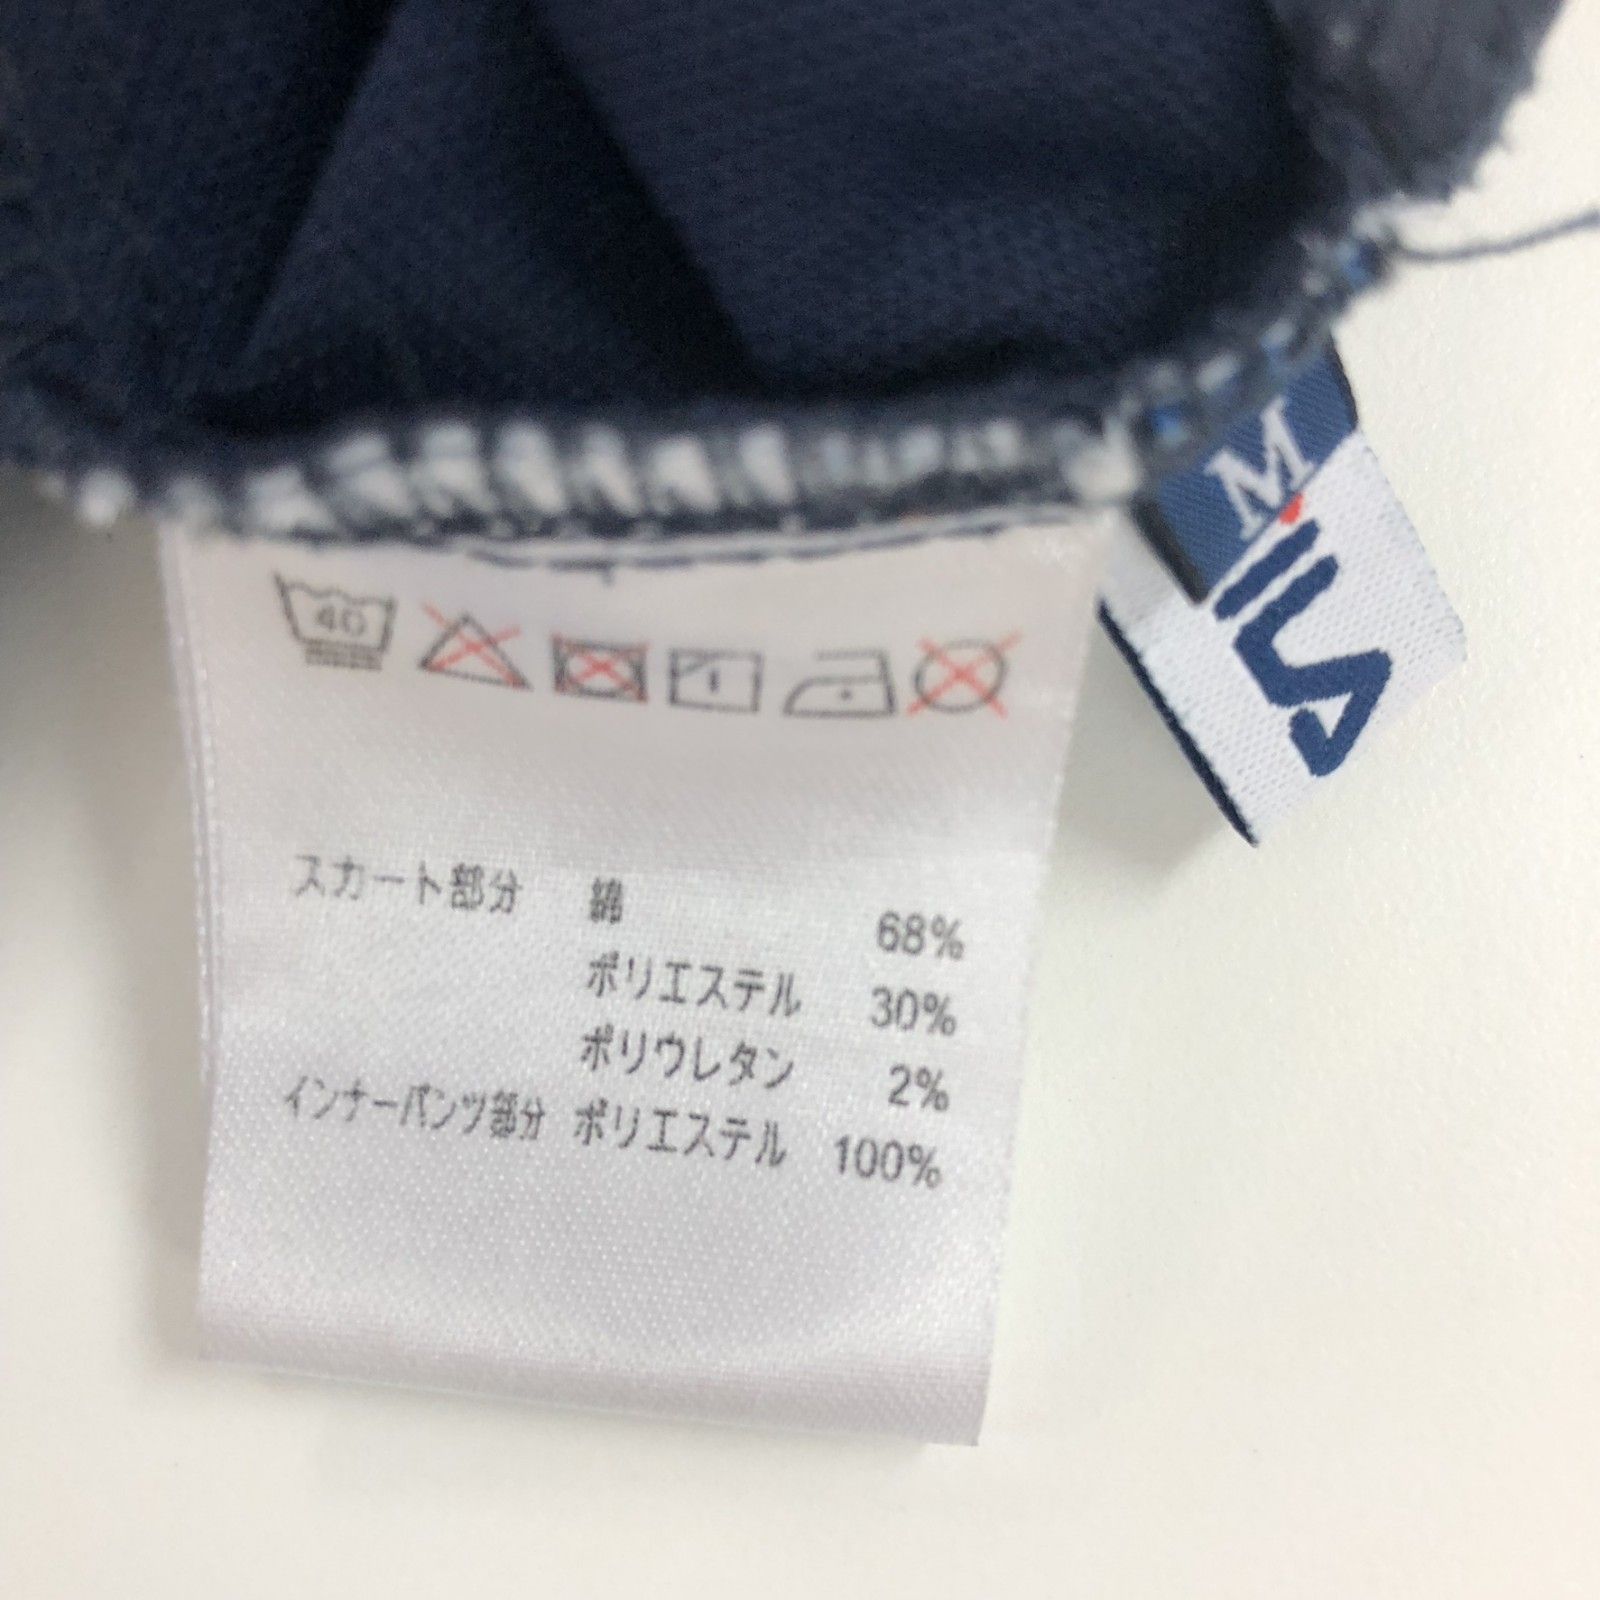 M
FILA
40
スカート部分 綿 68%
ポリエステル 30%
ポリウレタン 2%
インナーパンツ部分 ポリエステル 100%